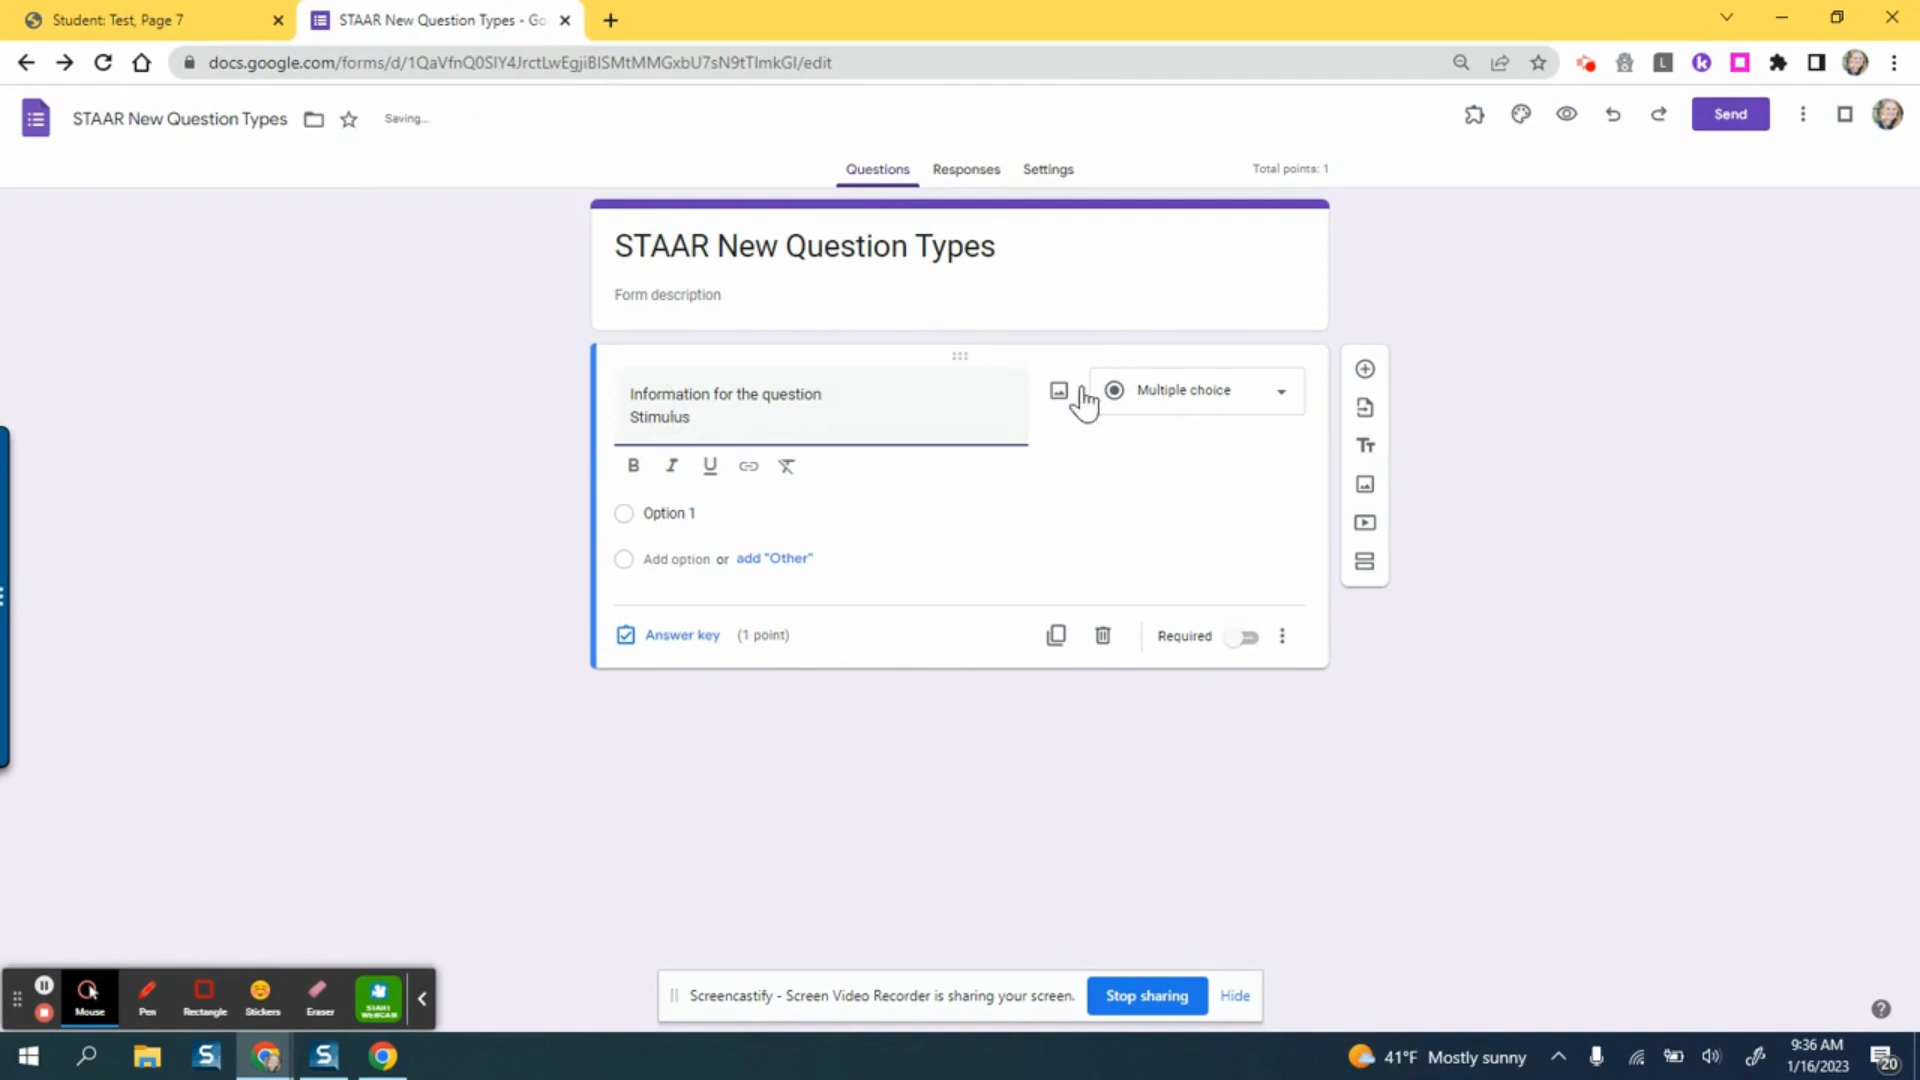 Student: Test, Page 7
STAAR New Question Types - Go
docs.google.com/forms/d/1QaVfnQ0SIY4JrctLwEgjiBISMtMMGxbU7sN9tTImkGI/edit
STAAR New Question Types
Saving...
Send
Questions
Responses
Settings
Total points: 1
STAAR New Question Types
Form description
Information for the question
Stimulus
Multiple choice
Option 1
Add option or add "Other"
Answer key (1 point)
Required
Mouse
Pen
Rectangle
Stickers
Eraser
START WEBCAM
Screencastify - Screen Video Recorder is sharing your screen.
Stop sharing
Hide
41°F Mostly sunny
9:36 AM
1/16/2023
20